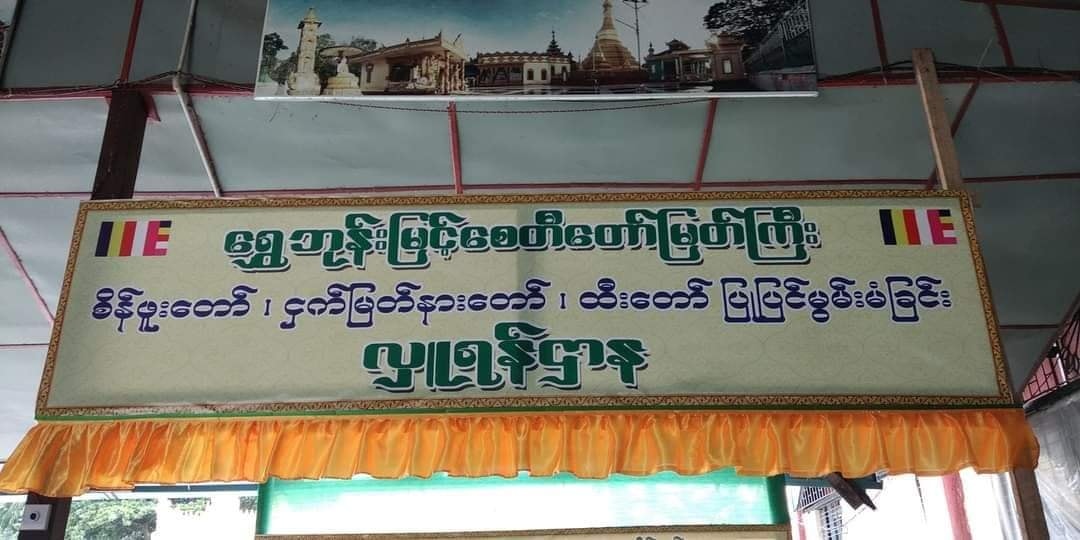 ရွှေဘုန်းမြင့်စေတီတော်မြတ်ကြီး
စိန်ဖူးတော် ၊ ငှက်မြတ်နားတော် ၊ ထီးတော် ပြုပြင်မွမ်းမံခြင်း
လှူရန်ဌာန